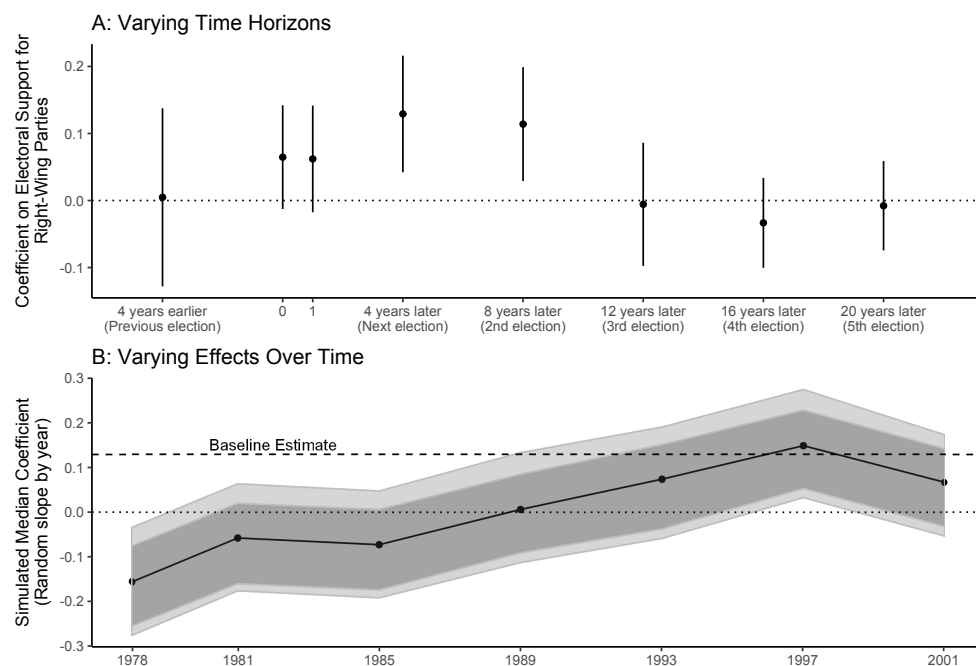 A: Varying Time Horizons
Coefficient on Electoral Support for
Right-Wing Parties
0.2
0.1
0.0
-0.1
4 years earlier
(Previous election)
0
1
4 years later
(Next election)
8 years later
(2nd election)
12 years later
(3rd election)
16 years later
(4th election)
20 years later
(5th election)
B: Varying Effects Over Time
Simulated Median Coefficient
(Random slope by year)
0.3
0.2
0.1
0.0
-0.1
-0.2
-0.3
Baseline Estimate
1978
1981
1985
1989
1993
1997
2001